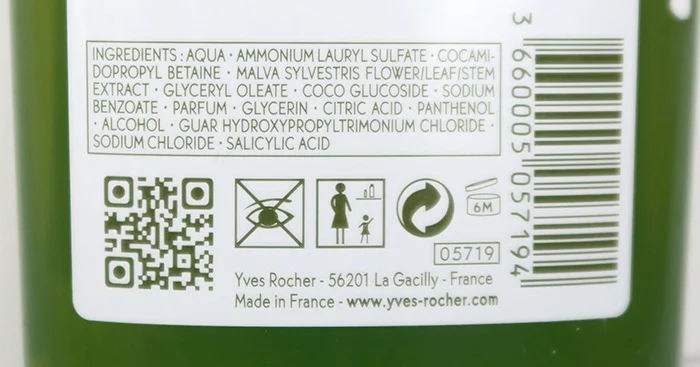 INGREDIENTS : AQUA · AMMONIUM LAURYL SULFATE · COCAMI-
DOPROPYL BETAINE · MALVA SYLVESTRIS FLOWER/LEAF/STEM
EXTRACT · GLYCERYL OLEATE · COCO GLUCOSIDE · SODIUM
BENZOATE · PARFUM · GLYCERIN · CITRIC ACID · PANTHENOL
· ALCOHOL · GUAR HYDROXYPROPYLTRIMONIUM CHLORIDE ·
SODIUM CHLORIDE · SALICYLIC ACID
6M
05719
Yves Rocher - 56201 La Gacilly - France
Made in France - www.yves-rocher.com
3 660005 057194